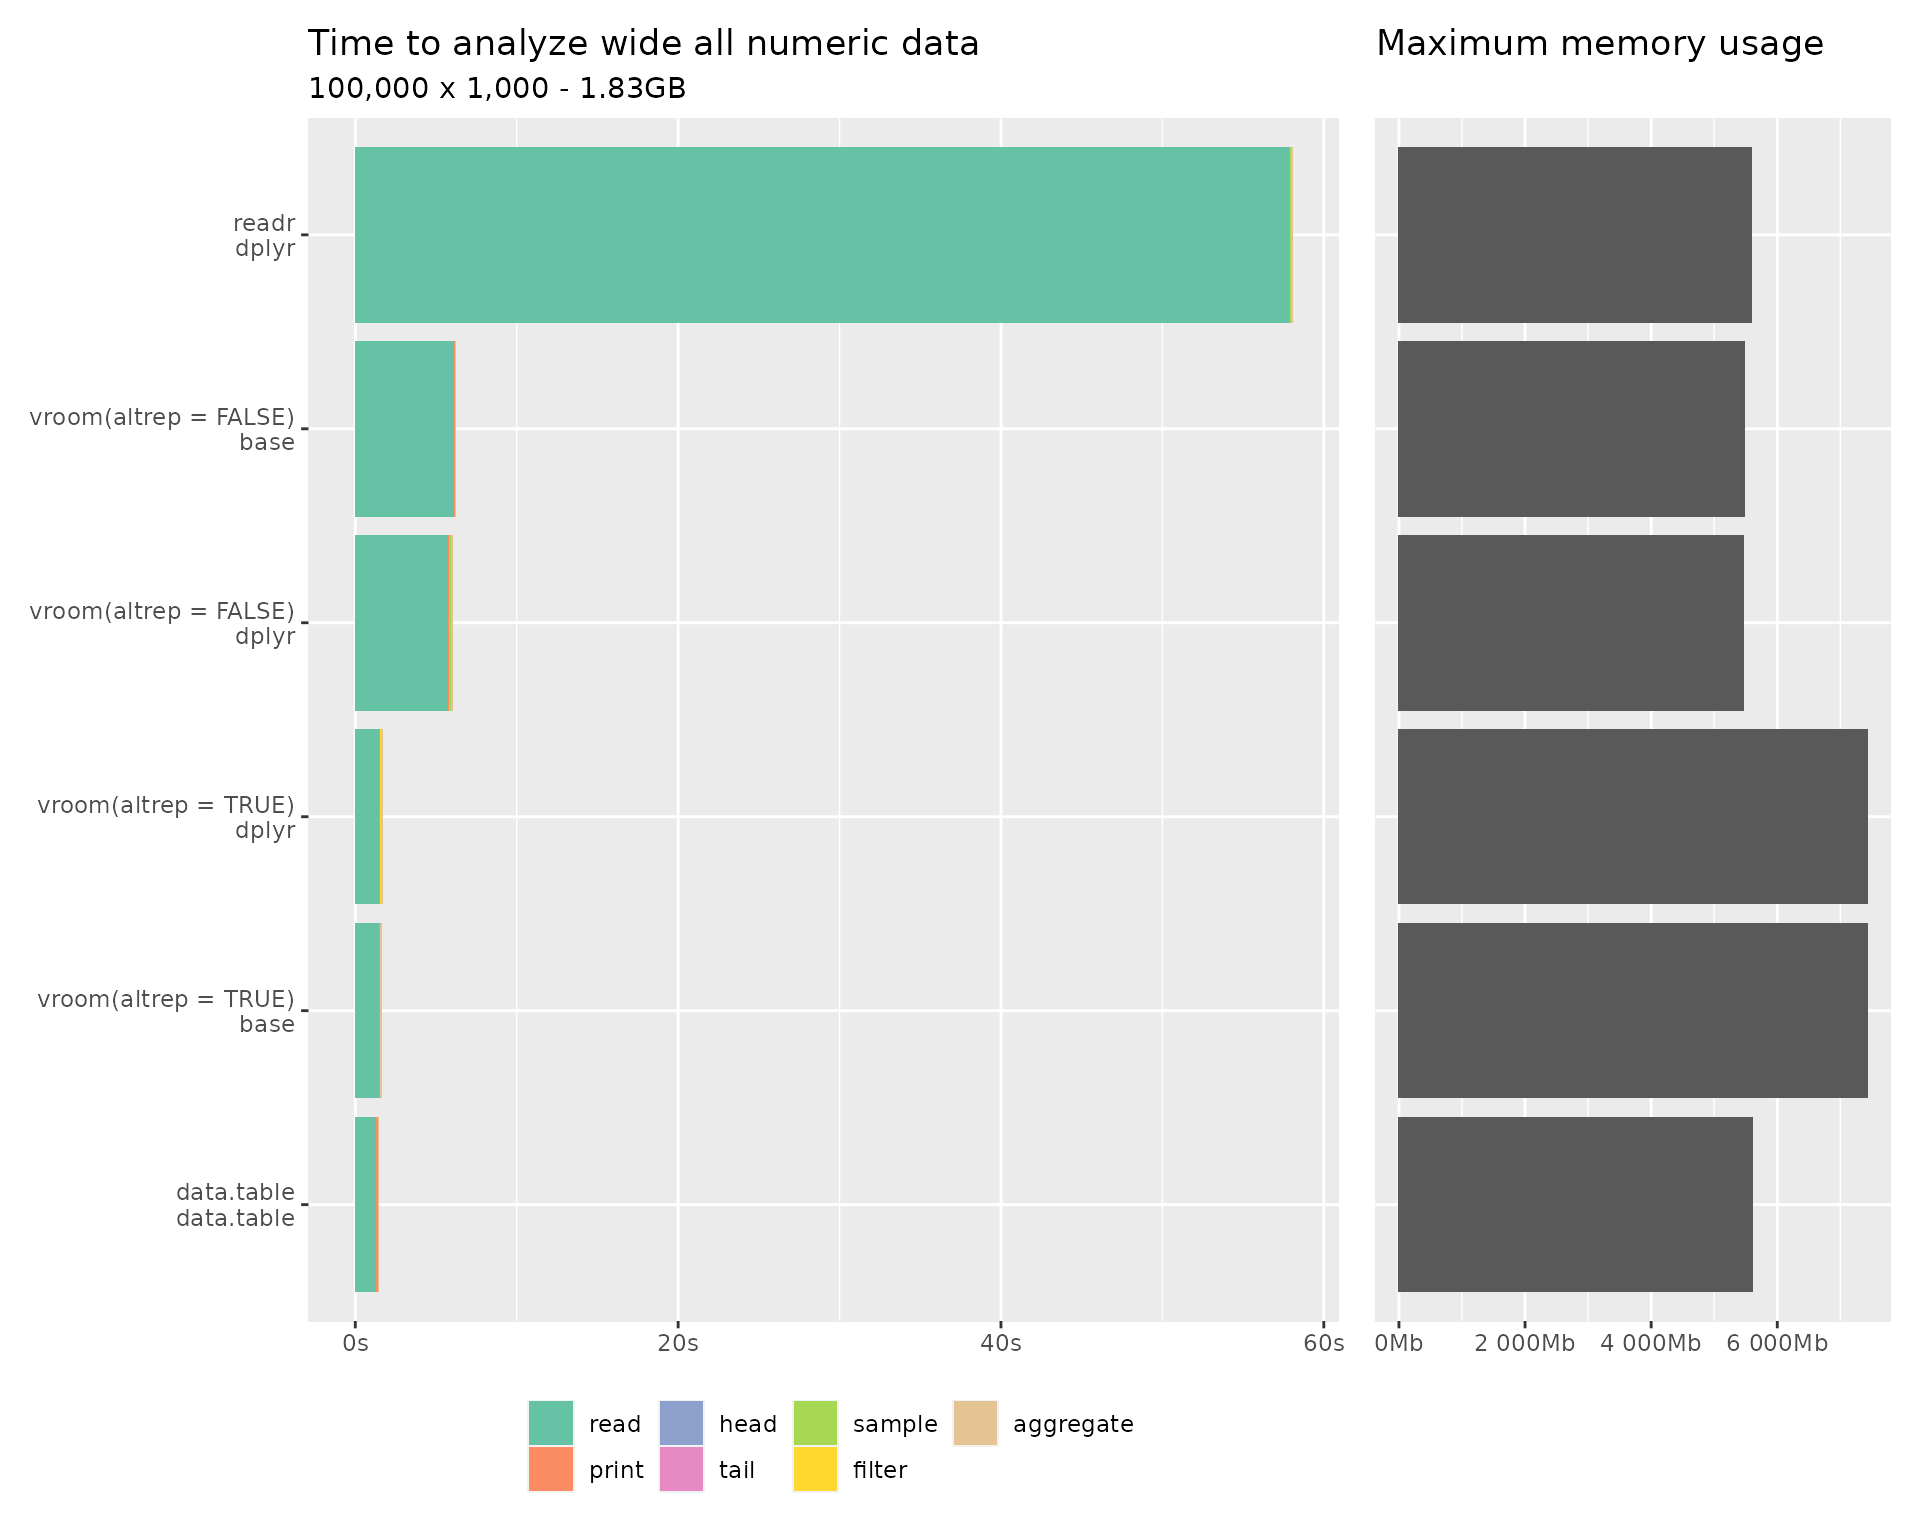 Time to analyze wide all numeric data
100,000 x 1,000 - 1.83GB
Maximum memory usage
readr
dplyr
vroom(altrep = FALSE)
base
vroom(altrep = FALSE)
dplyr
vroom(altrep = TRUE)
dplyr
vroom(altrep = TRUE)
base
data.table
data.table
0s 20s 40s 60s
0Mb 2 000Mb 4 000Mb 6 000Mb
read head sample aggregate
print tail filter